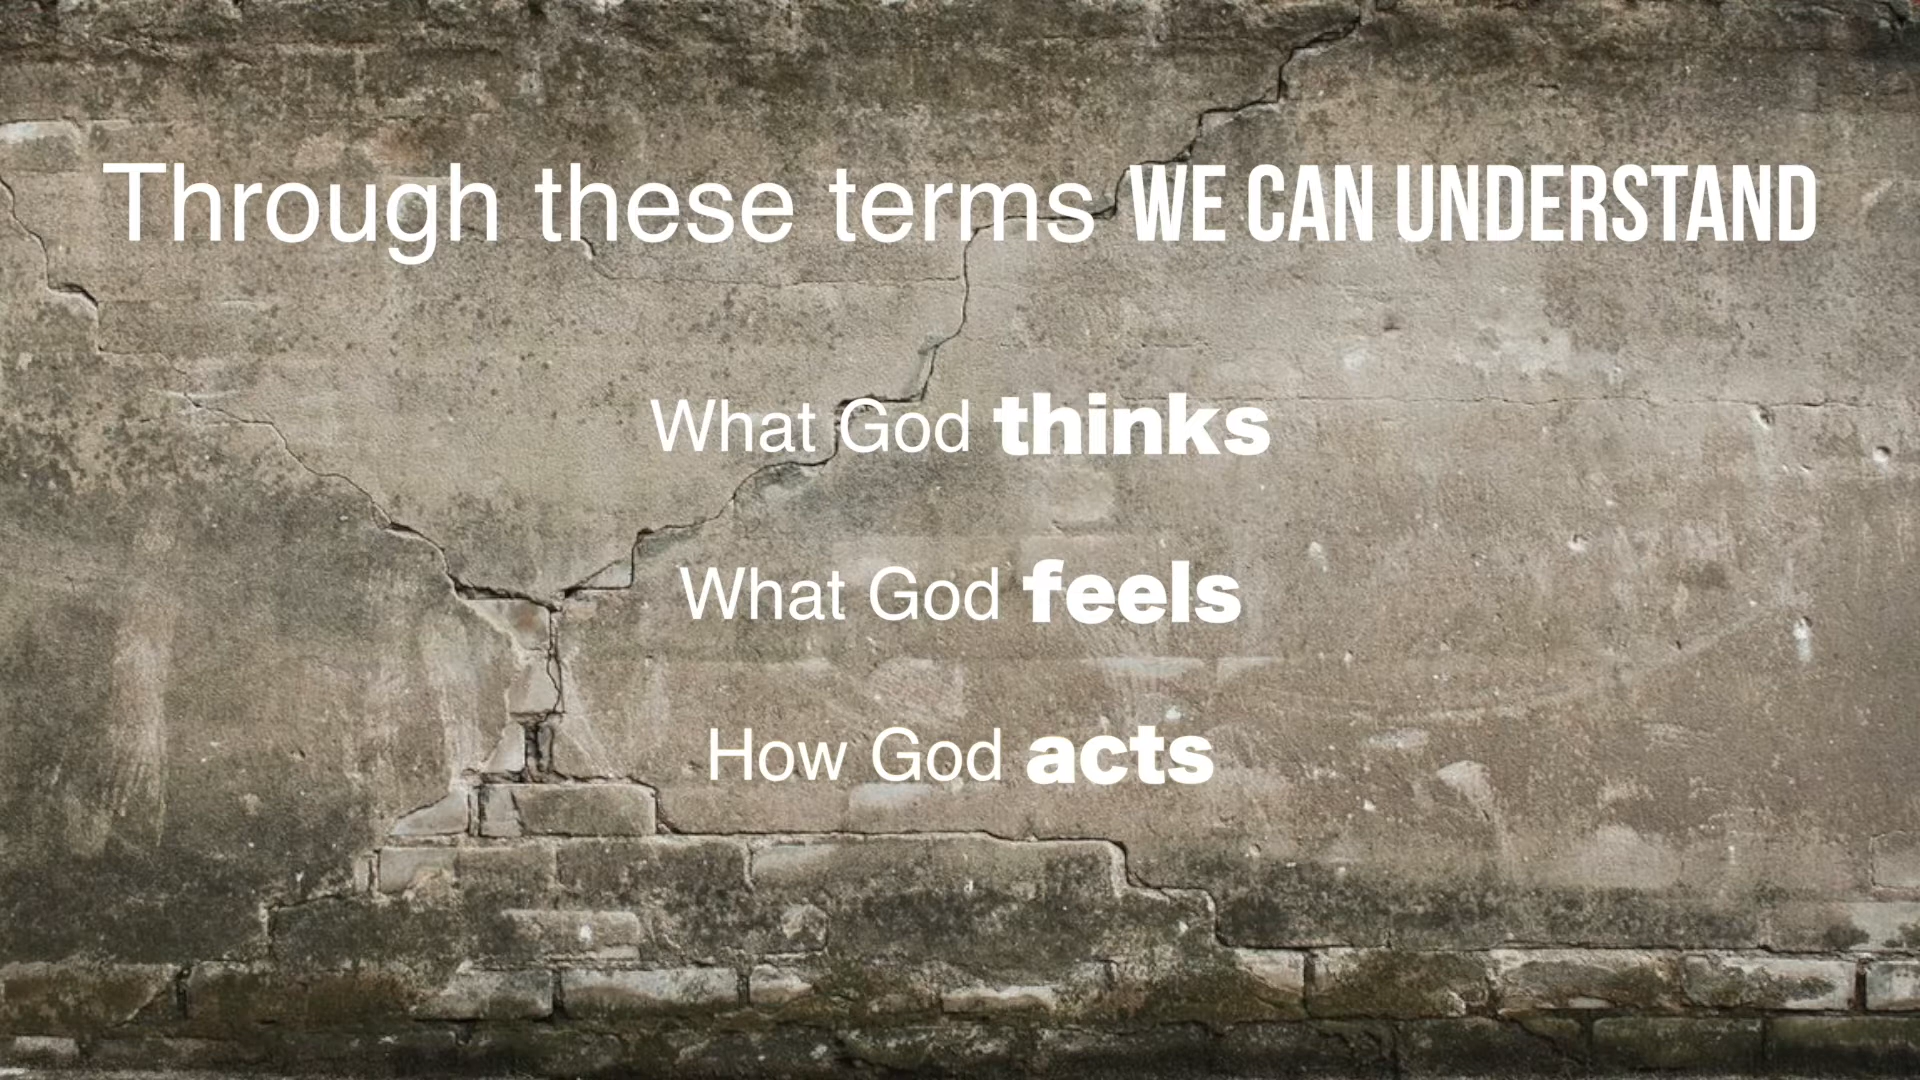 Through these terms WE CAN UNDERSTAND
What God thinks
What God feels
How God acts